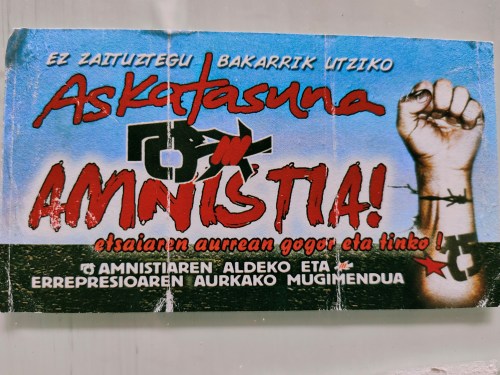 EZ ZAITUZTEGU BAKARRIK UTZIKO
Askatasuna
AMNISTIA!
etsaiaren aurrean gogor eta tinko!
AMNISTIAREN ALDEKO ETA
ERREPRESIOAREN AURKAKO MUGIMENDUA